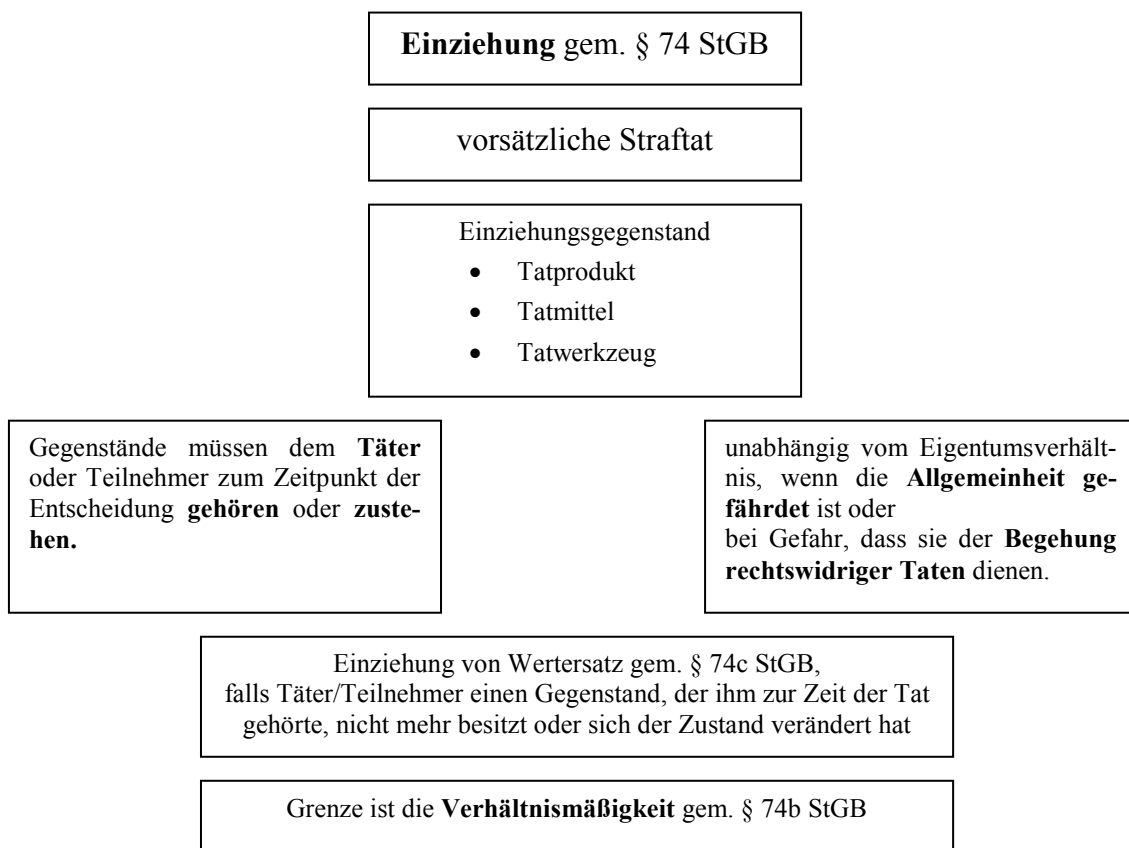 Einziehung gem. § 74 StGB
vorsätzliche Straftat
Einziehungsgegenstand
• Tatprodukt
• Tatmittel
• Tatwerkzeug
Gegenstände müssen dem Täter
oder Teilnehmer zum Zeitpunkt der
Entscheidung gehören oder zuste-
hen.
unabhängig vom Eigentumsverhält-
nis, wenn die Allgemeinheit ge-
fährdet ist oder
bei Gefahr, dass sie der Begehung
rechtswidriger Taten dienen.
Einziehung von Wertersatz gem. § 74c StGB,
falls Täter/Teilnehmer einen Gegenstand, der ihm zur Zeit der Tat
gehörte, nicht mehr besitzt oder sich der Zustand verändert hat
Grenze ist die Verhältnismäßigkeit gem. § 74b StGB